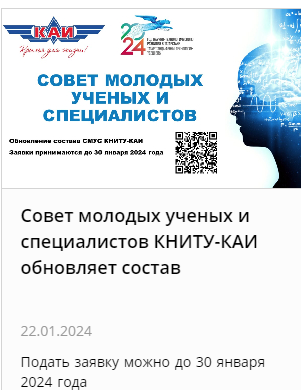 КАИ
Крылья для жизни!
2024
СОВЕТ МОЛОДЫХ
УЧЕНЫХ И
СПЕЦИАЛИСТОВ
Обновление состава СМУС КНИТУ-КАИ
Заявки принимаются до 30 января 2024 года
Совет молодых ученых и
специалистов КНИТУ-КАИ
обновляет состав
22.01.2024
Подать заявку можно до 30 января
2024 года